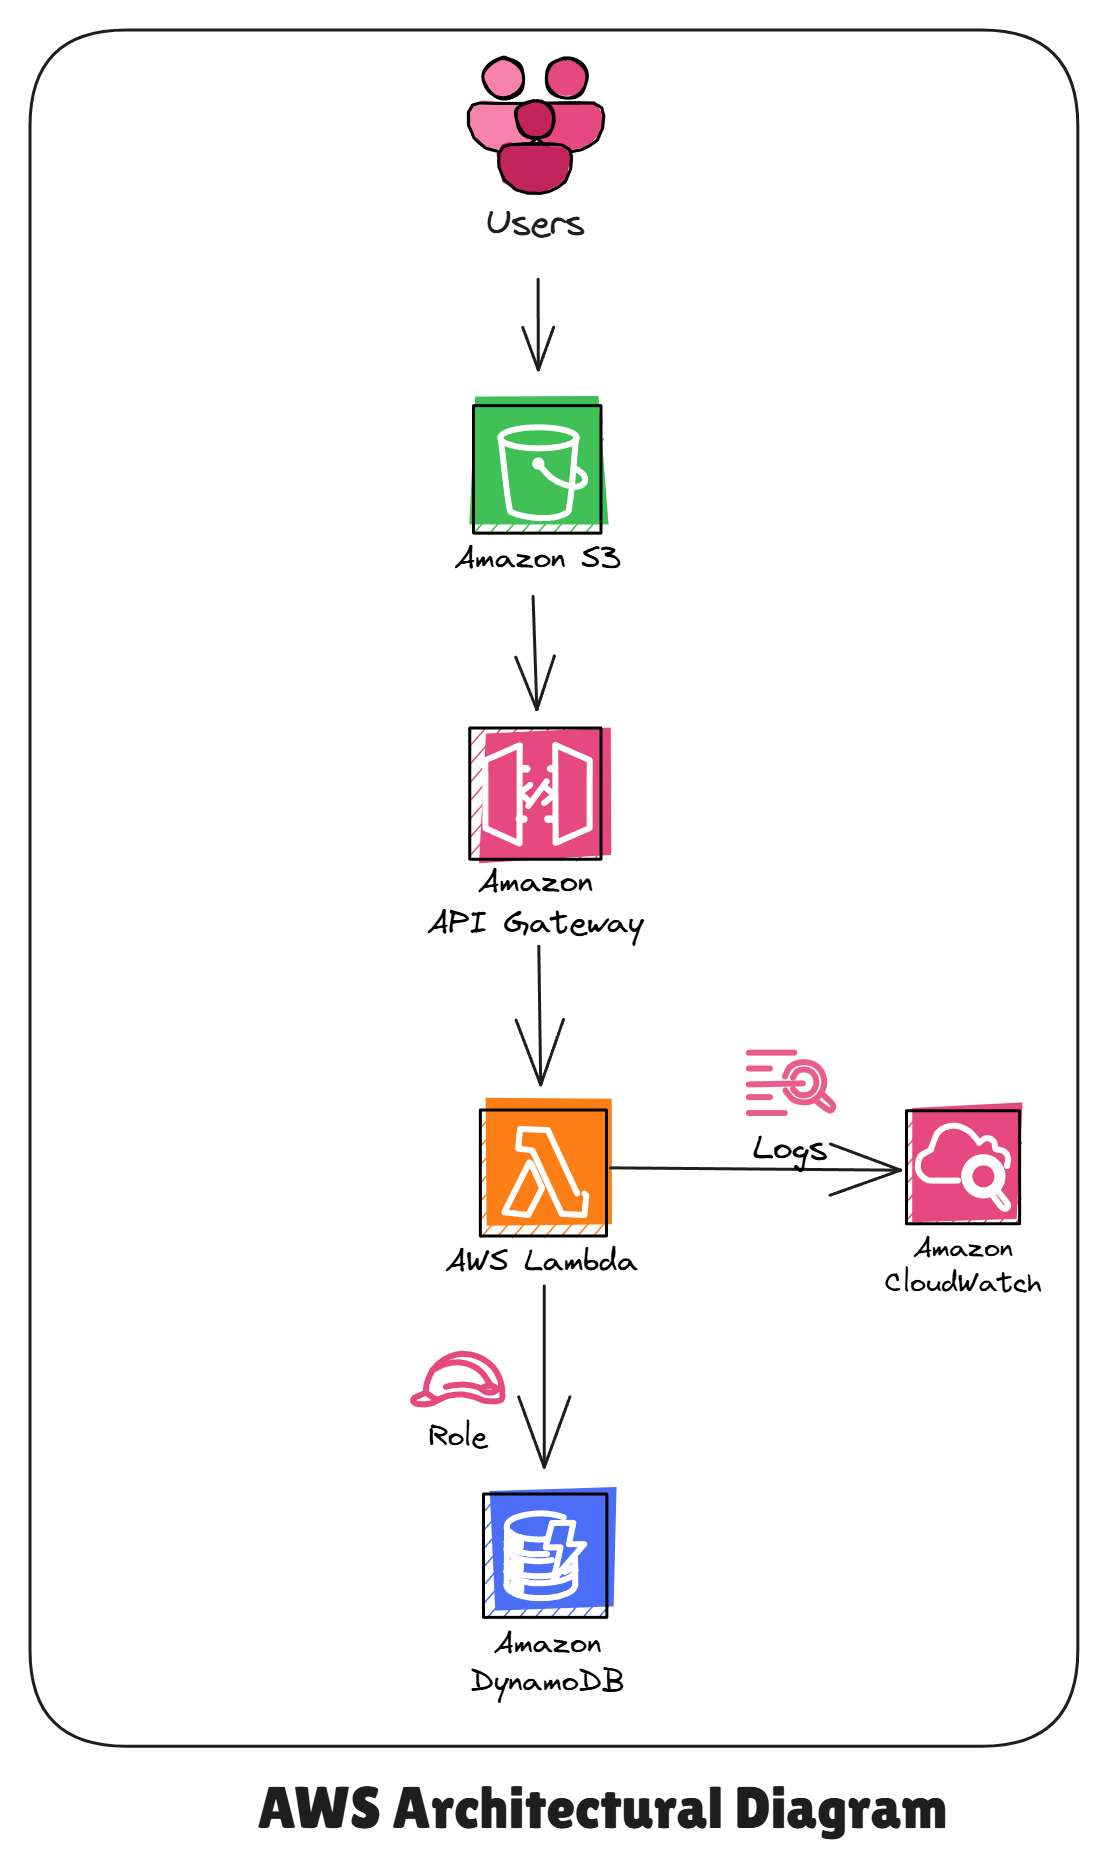 Users
Amazon S3
Amazon
API Gateway
Logs
AWS Lambda
Amazon
CloudWatch
Role
Amazon
DynamoDB
AWS Architectural Diagram